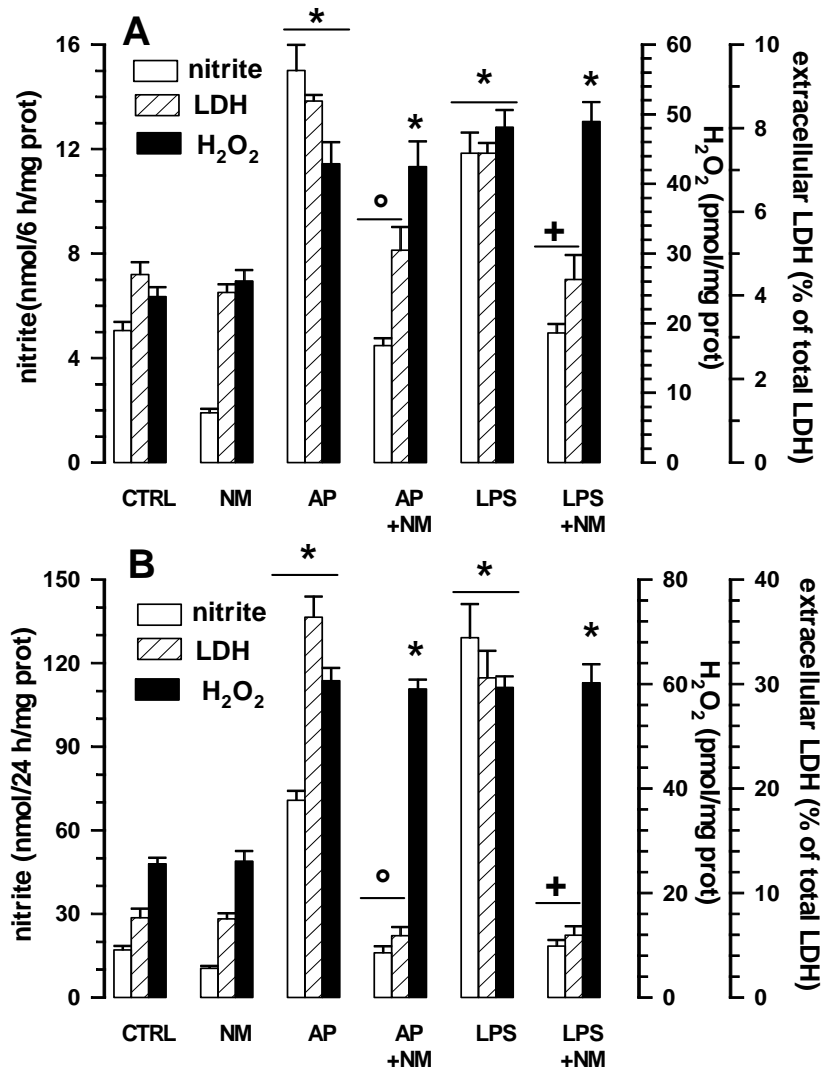 A
nitrite
LDH
H₂O₂
nitrite(nmol/6 h/mg prot)
16
12
8
4
0
*
*
°
*
*
+
H₂O₂ (pmol/mg prot)
60
50
40
30
20
10
0
extracellular LDH (% of total LDH)
10
8
6
4
2
0
CTRL NM AP AP LPS LPS
+NM +NM
B
nitrite
LDH
H₂O₂
nitrite (nmol/24 h/mg prot)
150
120
90
60
30
0
*
*
°
*
*
+
H₂O₂ (pmol/mg prot)
80
60
40
20
0
extracellular LDH (% of total LDH)
40
30
20
10
0
CTRL NM AP AP LPS LPS
+NM +NM